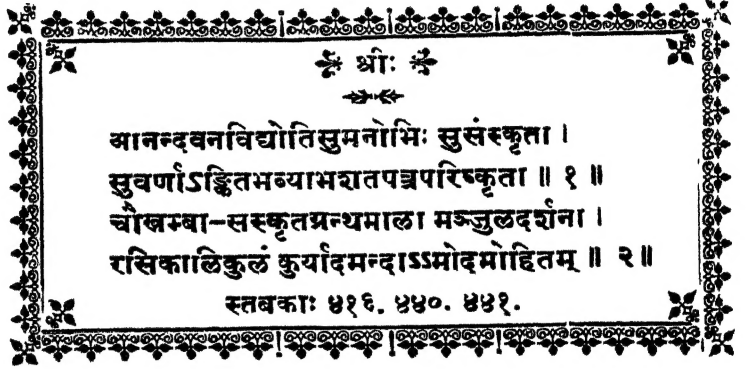 श्रीः
आनन्दवनविद्योतिसुमनोभिः सुसंस्कृता ।
सुवर्णाऽङ्कितभव्याभशतपत्रपरिष्कृता ॥ १ ॥
चौखम्बा-सस्कृतग्रन्थमाला मञ्जुलदर्शना ।
रसिकालिकुलं कुर्यादमन्दाऽऽमोदमोहितम् ॥ २ ॥
स्तबकाः ४१६. ४४०. ४४१.